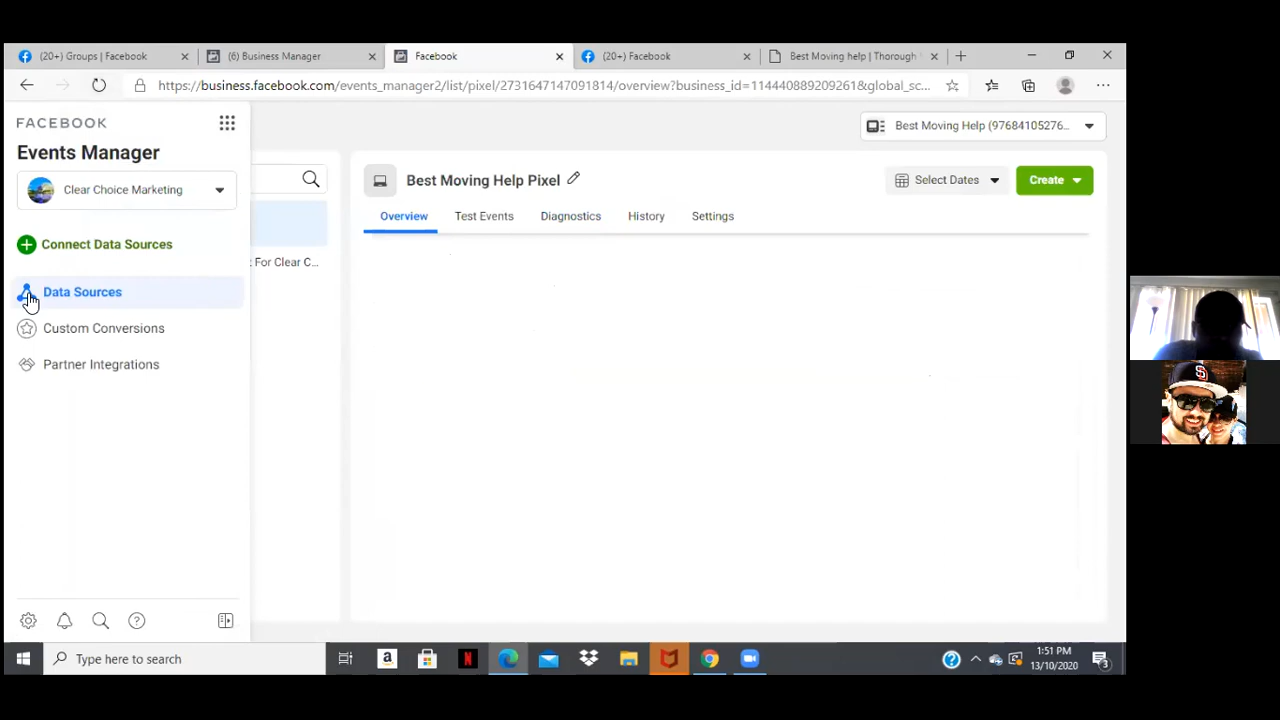 (20+) Groups | Facebook
(6) Business Manager
Facebook
(20+) Facebook
Best Moving help | Thorough
https://business.facebook.com/events_manager2/list/pixel/2731647147091814/overview?business_id=114440889209261&global_sc...
FACEBOOK
Events Manager
Clear Choice Marketing
Connect Data Sources
Data Sources
Custom Conversions
Partner Integrations
Best Moving Help (97684105276...
Best Moving Help Pixel
Select Dates
Create
Overview
Test Events
Diagnostics
History
Settings
For Clear C...
Type here to search
1:51 PM
13/10/2020
3